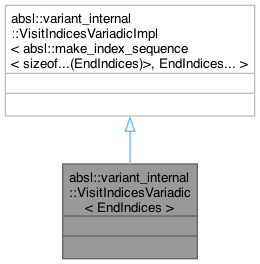 absl::variant_internal
::VisitIndicesVariadicImpl
< absl::make_index_sequence
< sizeof...(EndIndices)>, EndIndices... >
absl::variant_internal
::VisitIndicesVariadic
< EndIndices >